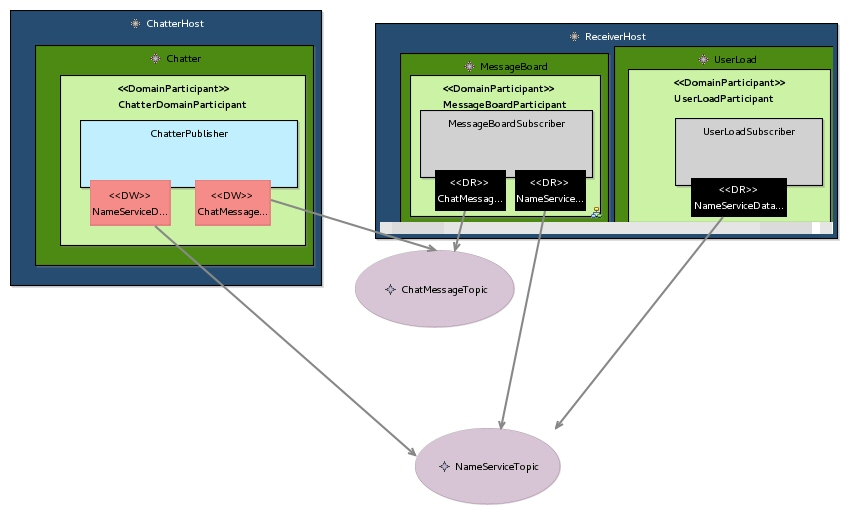 ChatterHost
Chatter
<<DomainParticipant>>
ChatterDomainParticipant
ChatterPublisher
<<DW>>
NameServiceD...
<<DW>>
ChatMessage...
ReceiverHost
MessageBoard
<<DomainParticipant>>
MessageBoardParticipant
MessageBoardSubscriber
<<DR>>
ChatMessag...
<<DR>>
NameService...
UserLoad
<<DomainParticipant>>
UserLoadParticipant
UserLoadSubscriber
<<DR>>
NameServiceData...
ChatMessageTopic
NameServiceTopic